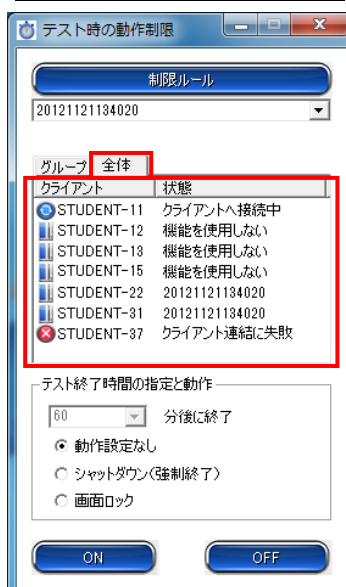 テスト時の動作制限
制限ルール
20121121134020
グループ 全体
クライアント 状態
STUDENT-11 クライアントへ接続中
STUDENT-12 機能を使用しない
STUDENT-13 機能を使用しない
STUDENT-15 機能を使用しない
STUDENT-22 20121121134020
STUDENT-31 20121121134020
STUDENT-37 クライアント連結に失敗
テスト終了時間の指定と動作
60 分後に終了
動作設定なし
シャットダウン(強制終了)
画面ロック
ON OFF